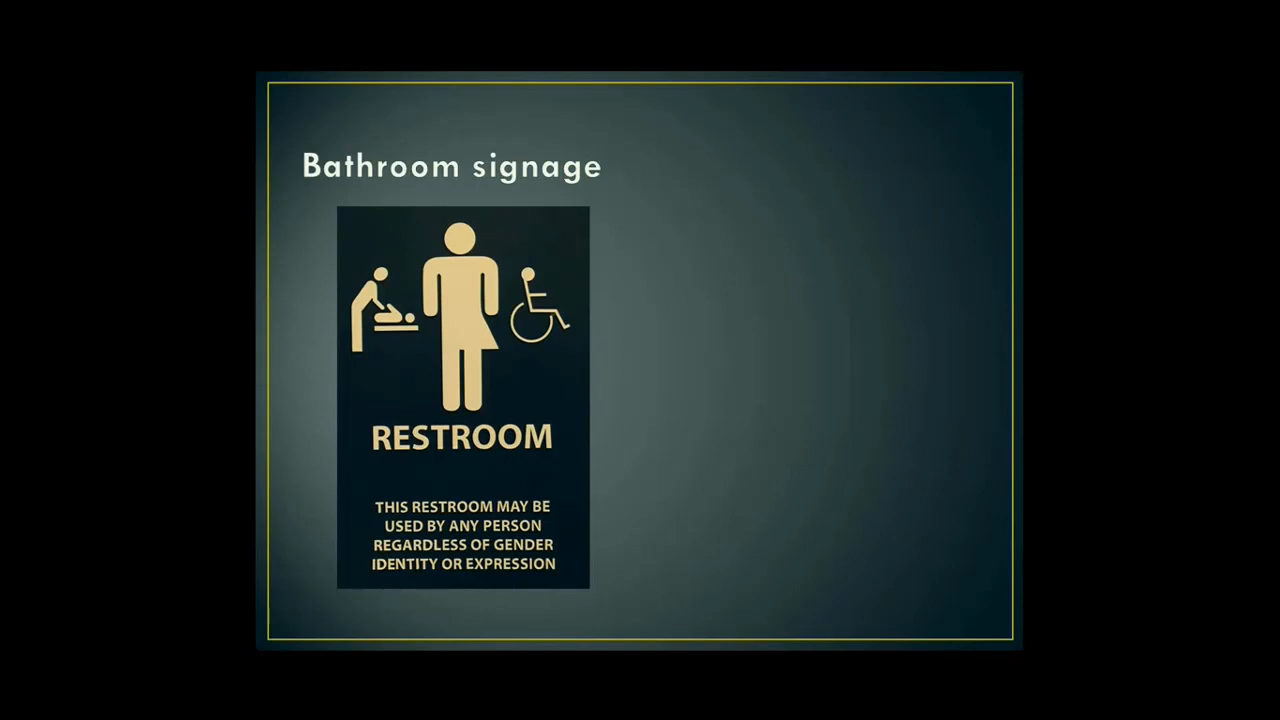 Bathroom signage
RESTROOM
THIS RESTROOM MAY BE
USED BY ANY PERSON
REGARDLESS OF GENDER
IDENTITY OR EXPRESSION